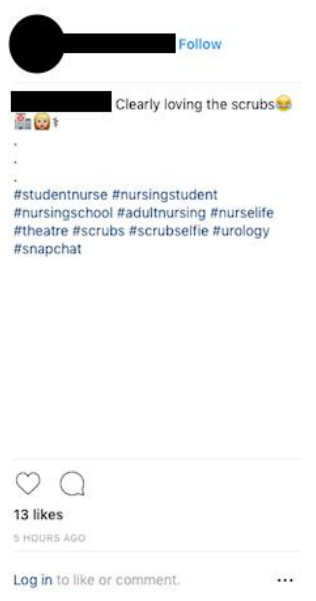 Follow
Clearly loving the scrubs😂
🏥👩🏼‍⚕
.
.
.
#studentnurse #nursingstudent
#nursingschool #adultnursing #nurselife
#theatre #scrubs #scrubselfie #urology
#snapchat
13 likes
5 HOURS AGO
Log in to like or comment.